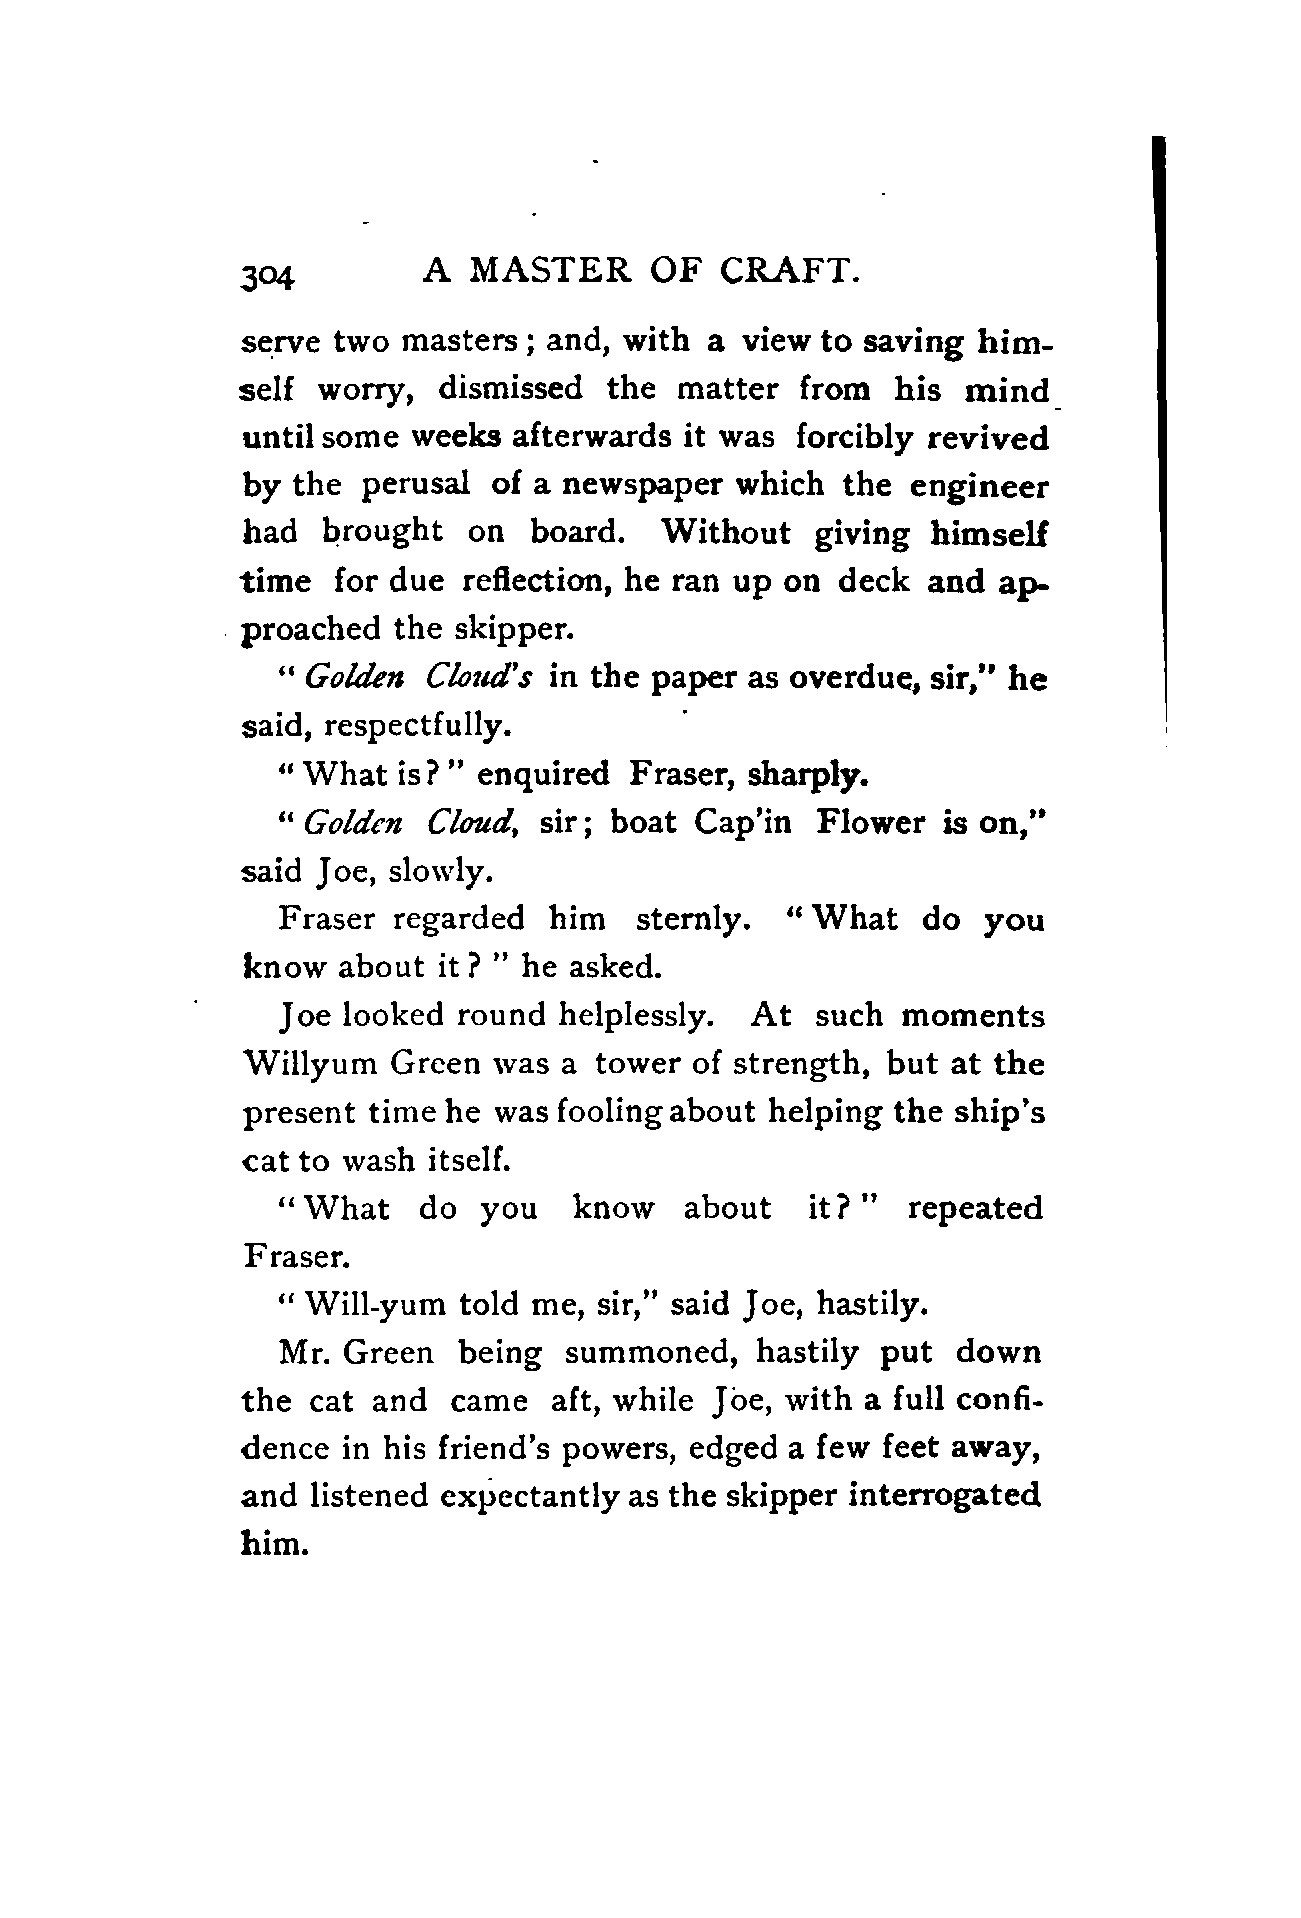 304 A MASTER OF CRAFT.
serve two masters; and, with a view to saving him-
self worry, dismissed the matter from his mind
until some weeks afterwards it was forcibly revived
by the perusal of a newspaper which the engineer
had brought on board. Without giving himself
time for due reflection, he ran up on deck and ap-
proached the skipper.
"Golden Cloud's in the paper as overdue, sir," he
said, respectfully.
"What is?" enquired Fraser, sharply.
"Golden Cloud, sir; boat Cap'in Flower is on,"
said Joe, slowly.
Fraser regarded him sternly. "What do you
know about it?" he asked.
Joe looked round helplessly. At such moments
Willyum Green was a tower of strength, but at the
present time he was fooling about helping the ship's
cat to wash itself.
"What do you know about it?" repeated
Fraser.
"Will-yum told me, sir," said Joe, hastily.
Mr. Green being summoned, hastily put down
the cat and came aft, while Joe, with a full confi-
dence in his friend's powers, edged a few feet away,
and listened expectantly as the skipper interrogated
him.